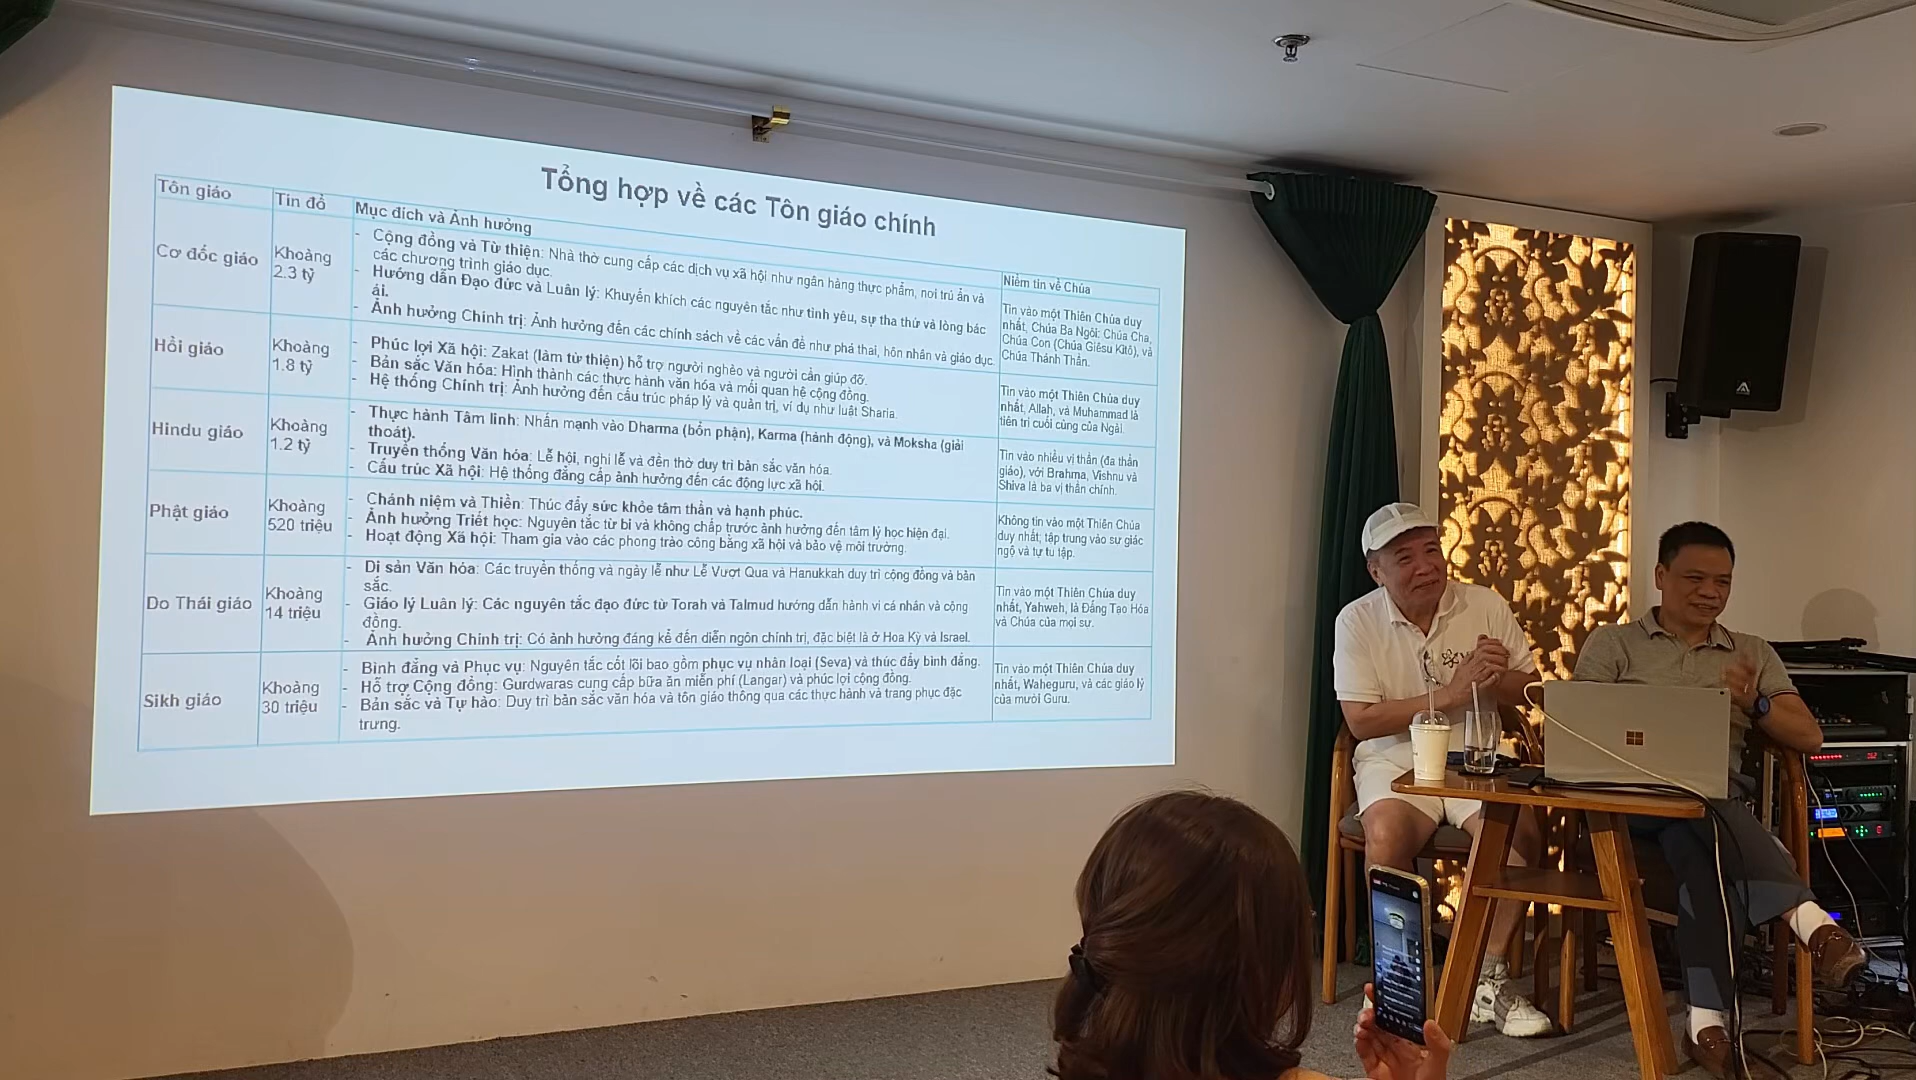 Tổng hợp về các Tôn giáo chính
Tôn giáo
Tín đồ
Mục đích và Ảnh hưởng
Niềm tin về Chúa
Cơ đốc giáo
Khoảng
2.3 tỷ
- Cộng đồng và Từ thiện: Nhà thờ cung cấp các dịch vụ xã hội như ngân hàng thực phẩm, nơi trú ẩn và
các chương trình giáo dục.
- Hướng dẫn Đạo đức và Luân lý: Khuyến khích các nguyên tắc như tình yêu, sự tha thứ và lòng bác
ái.
- Ảnh hưởng Chính trị: Ảnh hưởng đến các chính sách về các vấn đề như phá thai, hôn nhân và giáo dục.
Tin vào một Thiên Chúa duy
nhất, Chúa Ba Ngôi: Chúa Cha,
Chúa Con (Chúa Giêsu Kitô), và
Chúa Thánh Thần.
Hồi giáo
Khoảng
1.8 tỷ
- Phúc lợi Xã hội: Zakat (làm từ thiện) hỗ trợ người nghèo và người cần giúp đỡ.
- Bản sắc Văn hóa: Hình thành các thực hành văn hóa và mối quan hệ cộng đồng.
- Hệ thống Chính trị: Ảnh hưởng đến cấu trúc pháp lý và quản trị, ví dụ như luật Sharia.
Tin vào một Thiên Chúa duy
nhất, Allah, và Muhammad là
tiên tri cuối cùng của Ngài.
Hindu giáo
Khoảng
1.2 tỷ
- Thực hành Tâm linh: Nhấn mạnh vào Dharma (bổn phận), Karma (hành động), và Moksha (giải
thoát).
- Truyền thống Văn hóa: Lễ hội, nghi lễ và đền thờ duy trì bản sắc văn hóa.
- Cấu trúc Xã hội: Hệ thống đẳng cấp ảnh hưởng đến các động lực xã hội.
Tin vào nhiều vị thần (đa thần
giáo), với Brahma, Vishnu và
Shiva là ba vị thần chính.
Phật giáo
Khoảng
520 triệu
- Chánh niệm và Thiền: Thúc đẩy sức khỏe tâm thần và hạnh phúc.
- Ảnh hưởng Triết học: Nguyên tắc từ bi và không chấp trước ảnh hưởng đến tâm lý học hiện đại.
- Hoạt động Xã hội: Tham gia vào các phong trào công bằng xã hội và bảo vệ môi trường.
Không tin vào một Thiên Chúa
duy nhất; tập trung vào sự giác
ngộ và tự tu tập.
Do Thái giáo
Khoảng
14 triệu
- Di sản Văn hóa: Các truyền thống và ngày lễ như Lễ Vượt Qua và Hanukkah duy trì cộng đồng và bản
sắc.
- Giáo lý Luân lý: Các nguyên tắc đạo đức từ Torah và Talmud hướng dẫn hành vi cá nhân và cộng
đồng.
- Ảnh hưởng Chính trị: Có ảnh hưởng đáng kể đến diễn ngôn chính trị, đặc biệt là ở Hoa Kỳ và Israel.
Tin vào một Thiên Chúa duy
nhất, Yahweh, là Đấng Tạo Hóa
và Chúa của mọi sự.
Sikh giáo
Khoảng
30 triệu
- Bình đẳng và Phục vụ: Nguyên tắc cốt lõi bao gồm phục vụ nhân loại (Seva) và thúc đẩy bình đẳng.
- Hỗ trợ Cộng đồng: Gurdwaras cung cấp bữa ăn miễn phí (Langar) và phúc lợi cộng đồng.
- Bản sắc và Tự hào: Duy trì bản sắc văn hóa và tôn giáo thông qua các thực hành và trang phục đặc
trưng.
Tin vào một Thiên Chúa duy
nhất, Waheguru, và các giáo lý
của mười Guru.